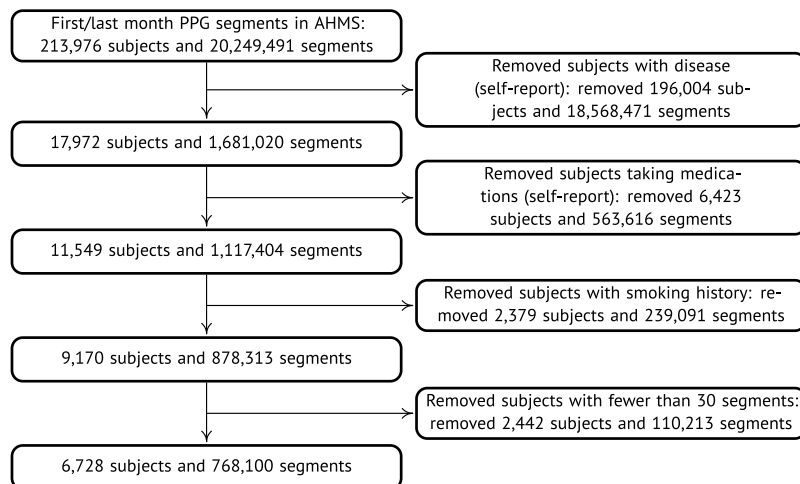 First/last month PPG segments in AHMS:
213,976 subjects and 20,249,491 segments
Removed subjects with disease
(self-report): removed 196,004 sub-
jects and 18,568,471 segments
17,972 subjects and 1,681,020 segments
Removed subjects taking medica-
tions (self-report): removed 6,423
subjects and 563,616 segments
11,549 subjects and 1,117,404 segments
Removed subjects with smoking history: re-
moved 2,379 subjects and 239,091 segments
9,170 subjects and 878,313 segments
Removed subjects with fewer than 30 segments:
removed 2,442 subjects and 110,213 segments
6,728 subjects and 768,100 segments